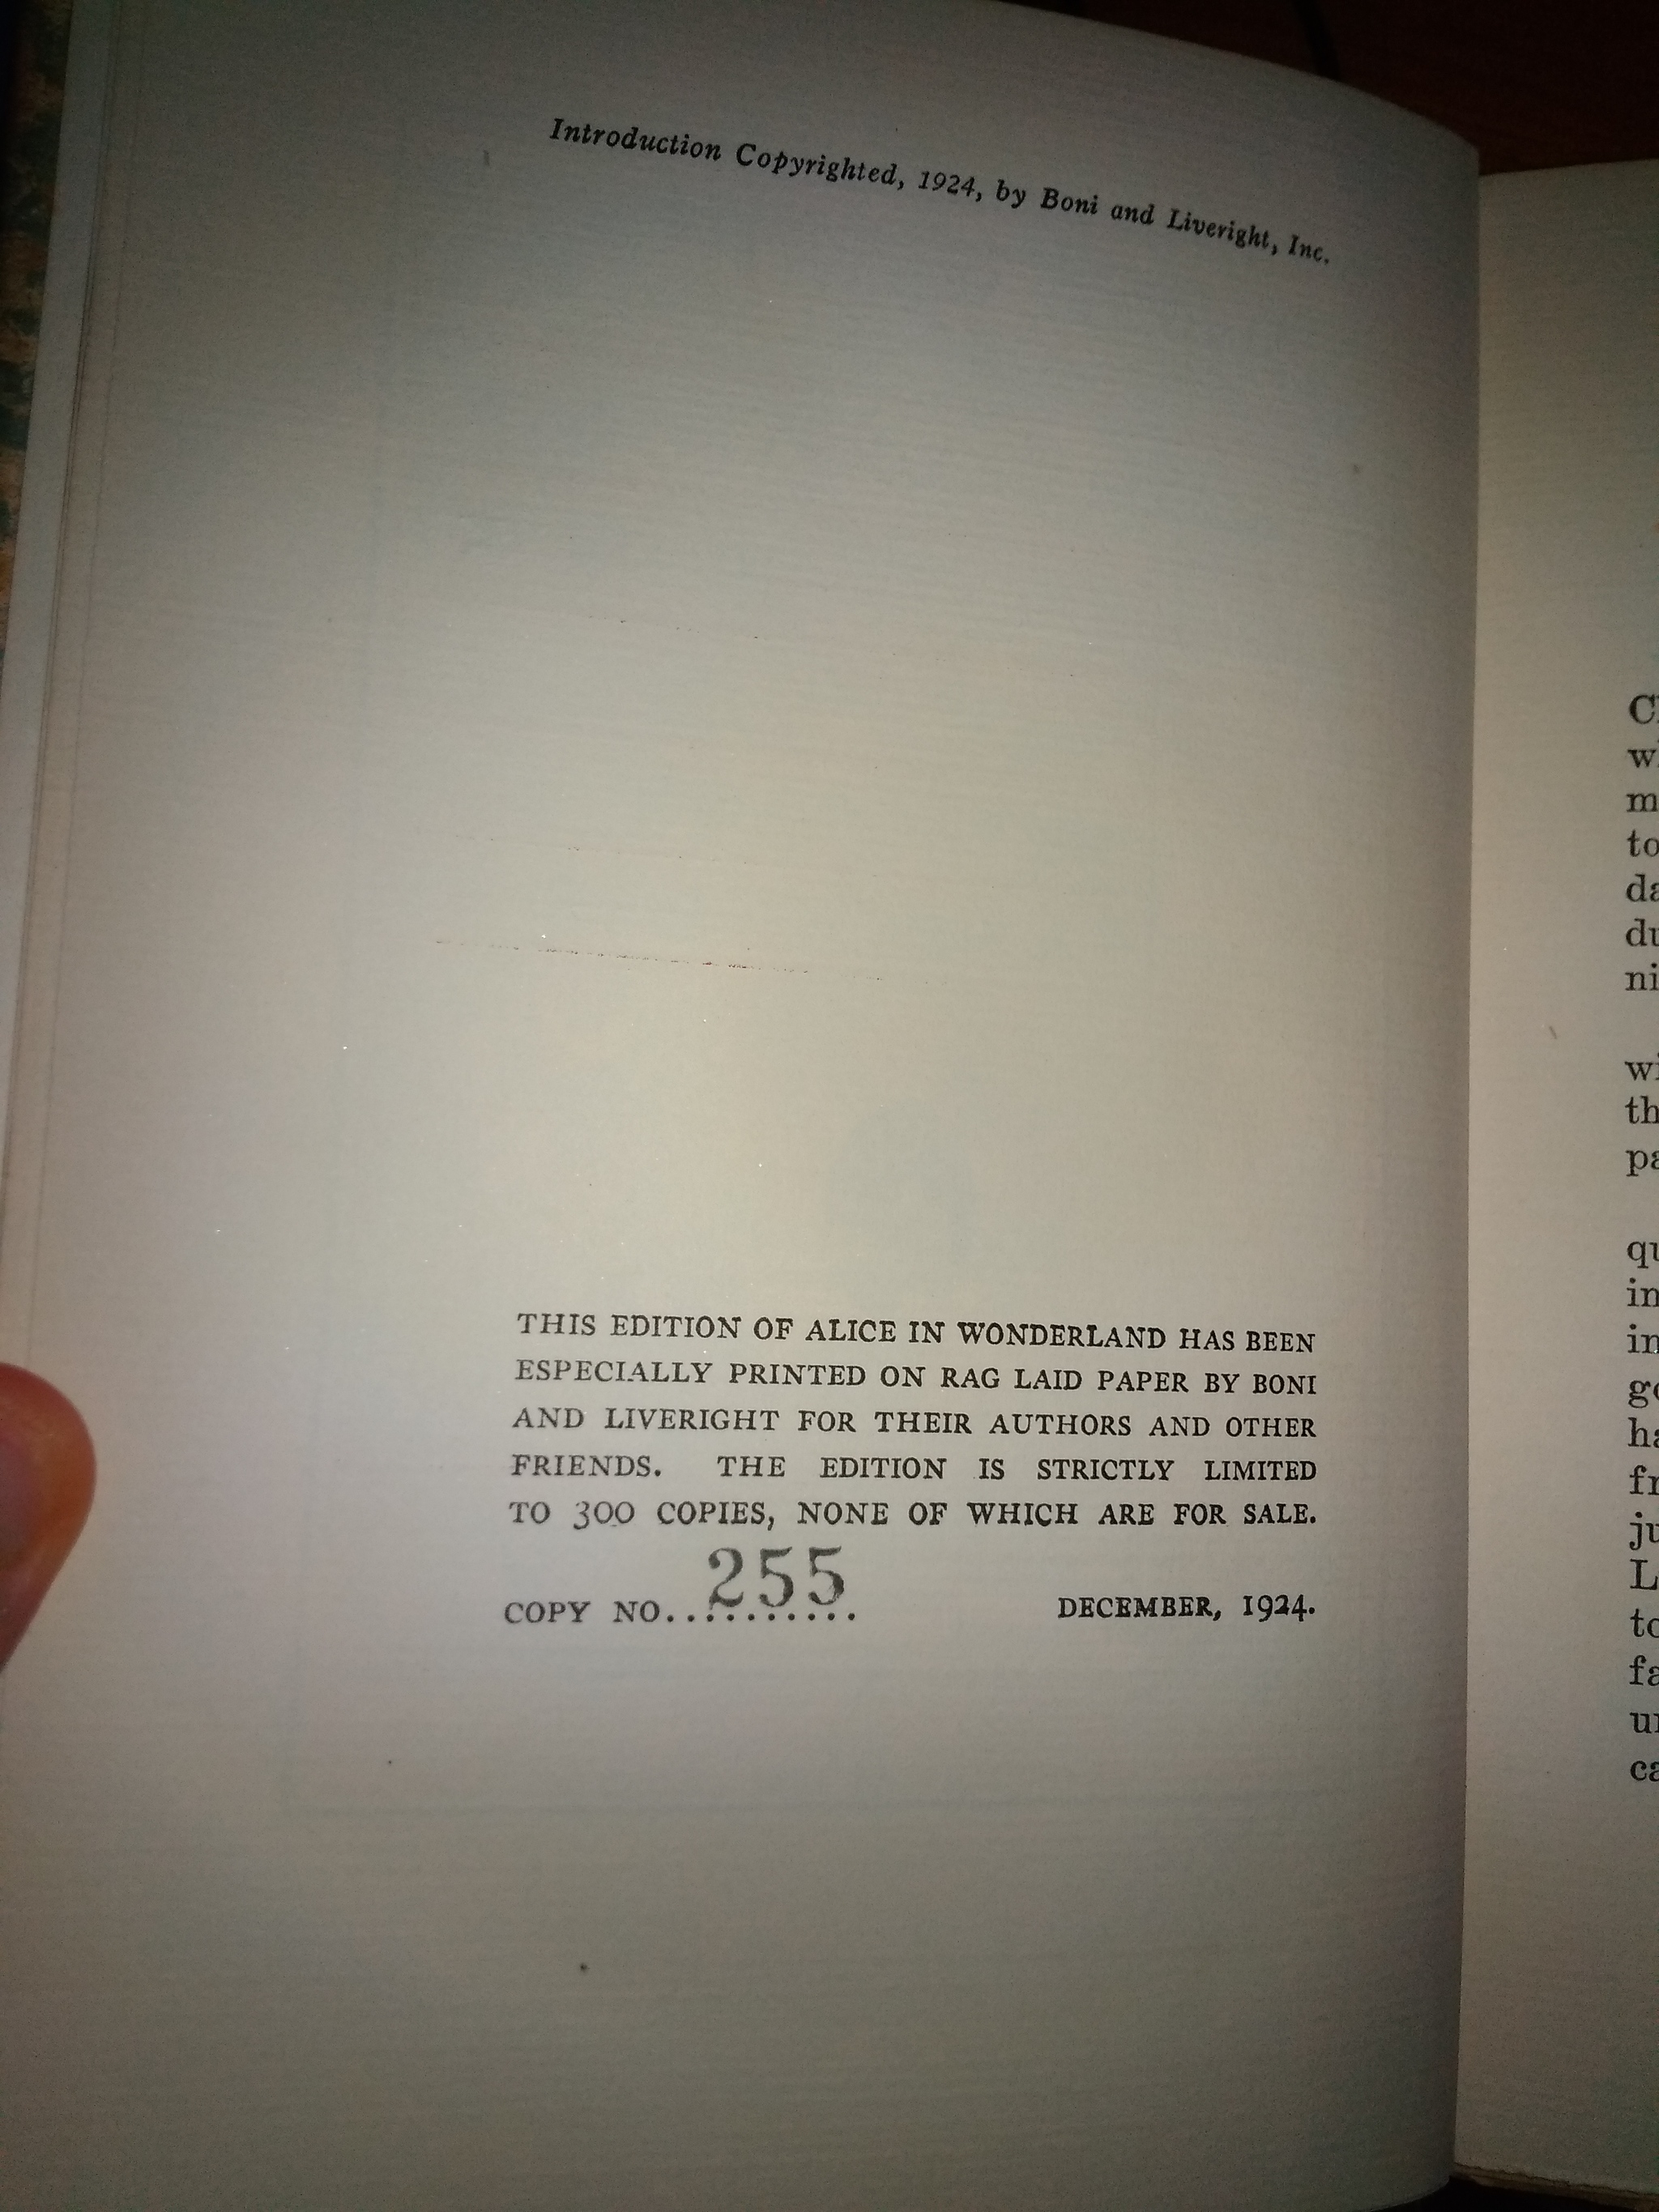 Introduction Copyrighted, 1924, by Boni and Liveright, Inc.
THIS EDITION OF ALICE IN WONDERLAND HAS BEEN
ESPECIALLY PRINTED ON RAG LAID PAPER BY BONI
AND LIVERIGHT FOR THEIR AUTHORS AND OTHER
FRIENDS. THE EDITION IS STRICTLY LIMITED
TO 300 COPIES, NONE OF WHICH ARE FOR SALE.
COPY NO...........255 DECEMBER, 1924.